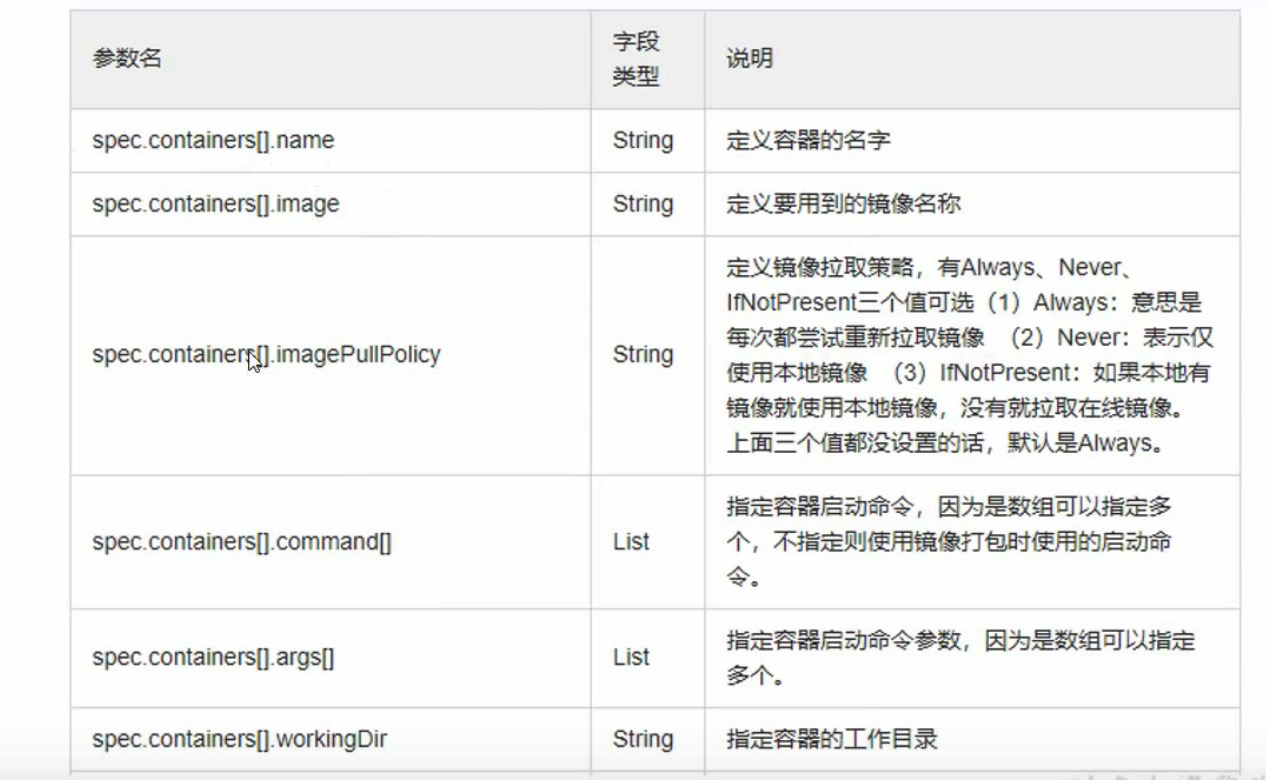 参数名
字段
类型
说明
spec.containers[].name
String
定义容器的名字
spec.containers[].image
String
定义要用到的镜像名称
spec.containers[].imagePullPolicy
String
定义镜像拉取策略，有Always、Never、
IfNotPresent三个值可选（1）Always：意思是
每次都尝试重新拉取镜像 （2）Never：表示仅
使用本地镜像 （3）IfNotPresent：如果本地有
镜像就使用本地镜像，没有就拉取在线镜像。
上面三个值都没设置的话，默认是Always。
spec.containers[].command[]
List
指定容器启动命令，因为是数组可以指定多
个，不指定则使用镜像打包时使用的启动命
令。
spec.containers[].args[]
List
指定容器启动命令参数，因为是数组可以指定
多个。
spec.containers[].workingDir
String
指定容器的工作目录